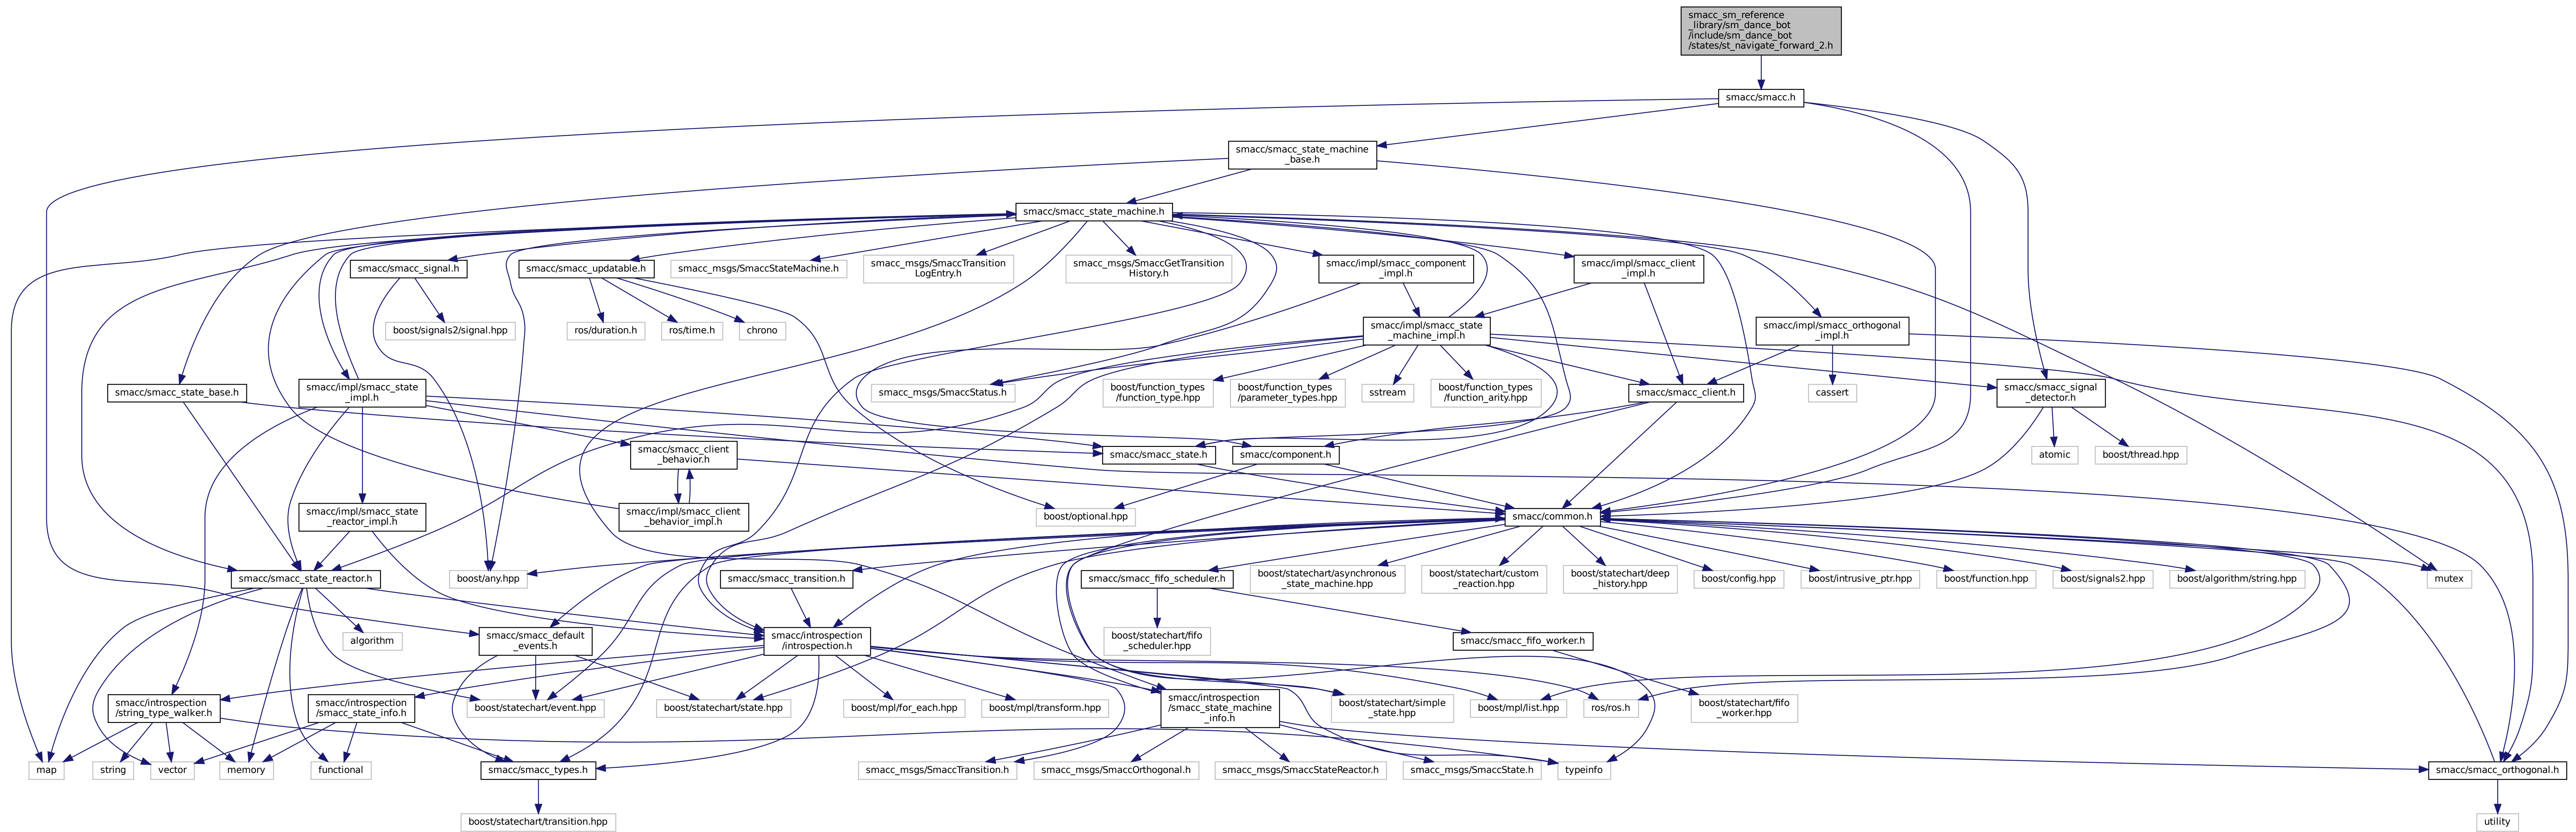 smacc_sm_reference
_library/sm_dance_bot
/include/sm_dance_bot
/states/st_navigate_forward_2.h
smacc/smacc.h
smacc/smacc_state_machine
_base.h
smacc/smacc_state_machine.h
smacc/smacc_signal.h
smacc/smacc_updatable.h
smacc_msgs/SmaccStateMachine.h
smacc_msgs/SmaccTransition
LogEntry.h
smacc_msgs/SmaccGetTransition
History.h
smacc/impl/smacc_component
_impl.h
smacc/impl/smacc_client
_impl.h
boost/signals2/signal.hpp
ros/duration.h
ros/time.h
chrono
smacc/impl/smacc_state
_machine_impl.h
smacc/impl/smacc_orthogonal
_impl.h
smacc/smacc_state_base.h
smacc/impl/smacc_state
_impl.h
smacc_msgs/SmaccStatus.h
boost/function_types
/function_type.hpp
boost/function_types
/parameter_types.hpp
sstream
boost/function_types
/function_arity.hpp
smacc/smacc_client.h
cassert
smacc/smacc_signal
_detector.h
smacc/smacc_client
_behavior.h
smacc/smacc_state.h
smacc/component.h
atomic
boost/thread.hpp
smacc/impl/smacc_state
_reactor_impl.h
smacc/impl/smacc_client
_behavior_impl.h
boost/optional.hpp
smacc/common.h
smacc/smacc_state_reactor.h
boost/any.hpp
smacc/smacc_transition.h
smacc/smacc_fifo_scheduler.h
boost/statechart/asynchronous
_state_machine.hpp
boost/statechart/custom
_reaction.hpp
boost/statechart/deep
_history.hpp
boost/config.hpp
boost/intrusive_ptr.hpp
boost/function.hpp
boost/signals2.hpp
boost/algorithm/string.hpp
mutex
algorithm
smacc/smacc_default
_events.h
smacc/introspection
/introspection.h
boost/statechart/fifo
_scheduler.hpp
smacc/smacc_fifo_worker.h
smacc/introspection
/string_type_walker.h
smacc/introspection
/smacc_state_info.h
boost/statechart/event.hpp
boost/statechart/state.hpp
boost/mpl/for_each.hpp
boost/mpl/transform.hpp
smacc/introspection
/smacc_state_machine
_info.h
boost/statechart/simple
_state.hpp
boost/mpl/list.hpp
ros/ros.h
boost/statechart/fifo
_worker.hpp
map
string
vector
memory
functional
smacc/smacc_types.h
smacc_msgs/SmaccTransition.h
smacc_msgs/SmaccOrthogonal.h
smacc_msgs/SmaccStateReactor.h
smacc_msgs/SmaccState.h
typeinfo
smacc/smacc_orthogonal.h
boost/statechart/transition.hpp
utility